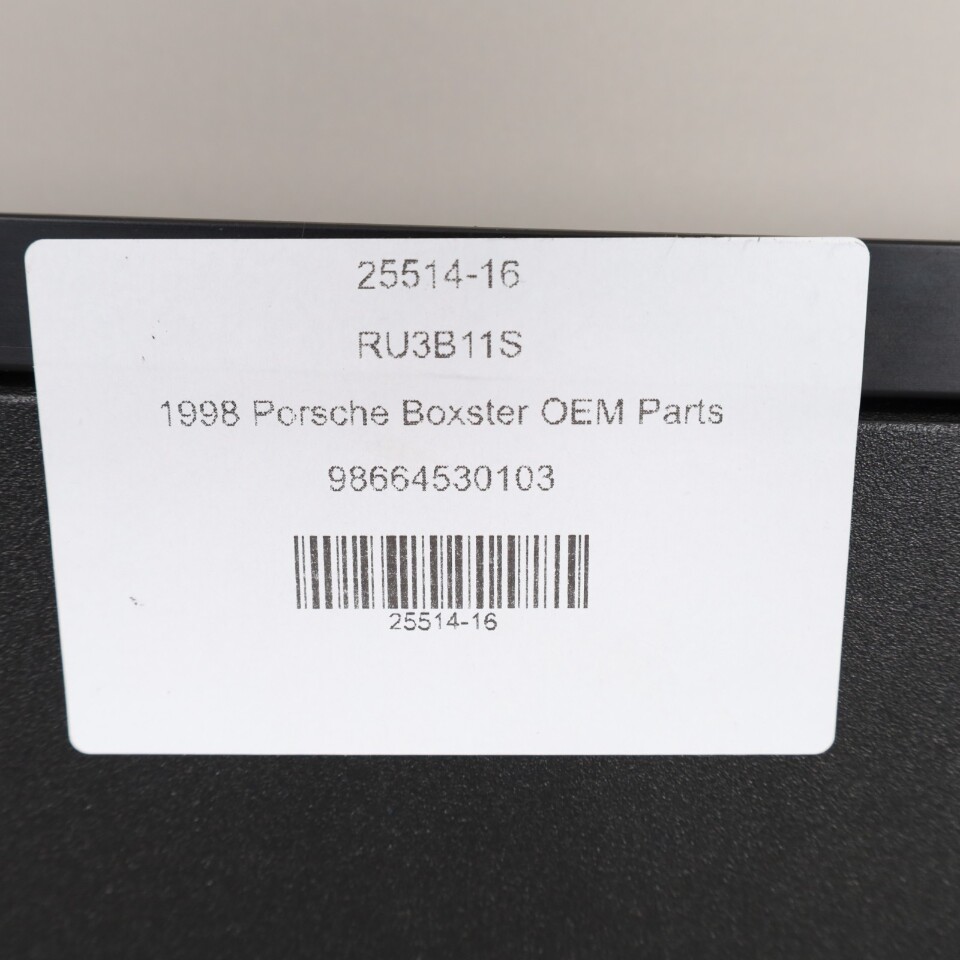 25514-16
RU3B11S
1998 Porsche Boxster OEM Parts
98664530103
25514-16